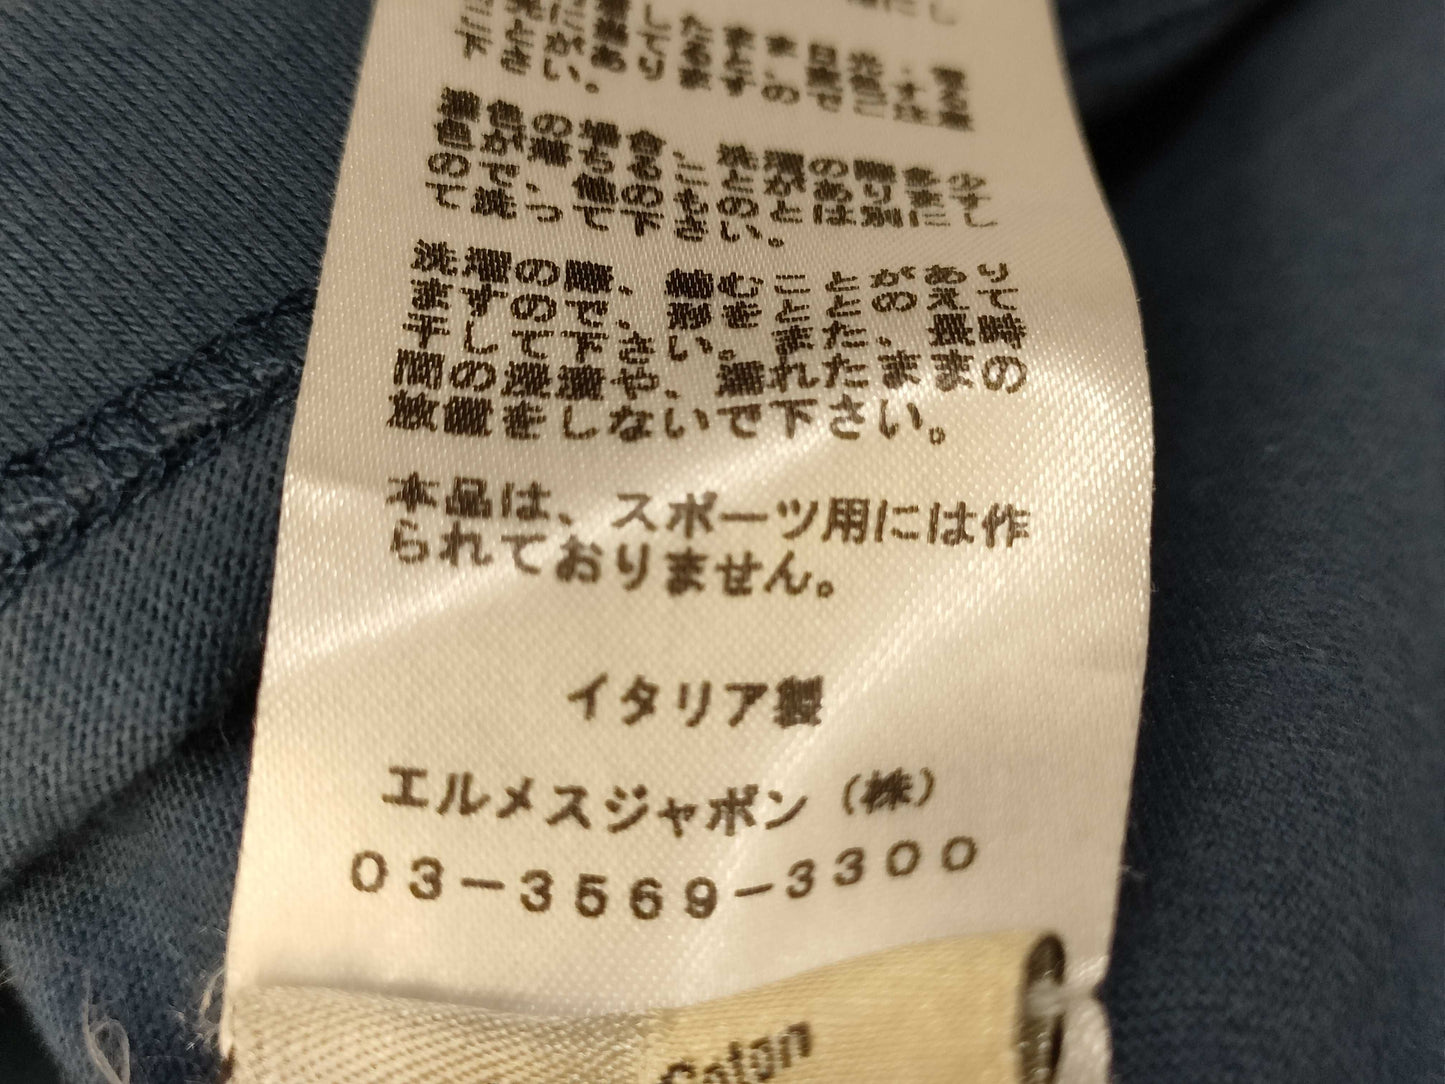 下さい。
濃色の場合、洗濯の際多少
色が落ちることがあります
ので、他のものとは別にし
て洗って下さい。
洗濯の際、縮むことがあり
ますので、形をととのえて
干して下さい。また、長時
間の浸漬や、濡れたままの
放置をしないで下さい。
本品は、スポーツ用には作
られておりません。
イタリア製
エルメスジャポン（株）
03-3569-3300
Coton